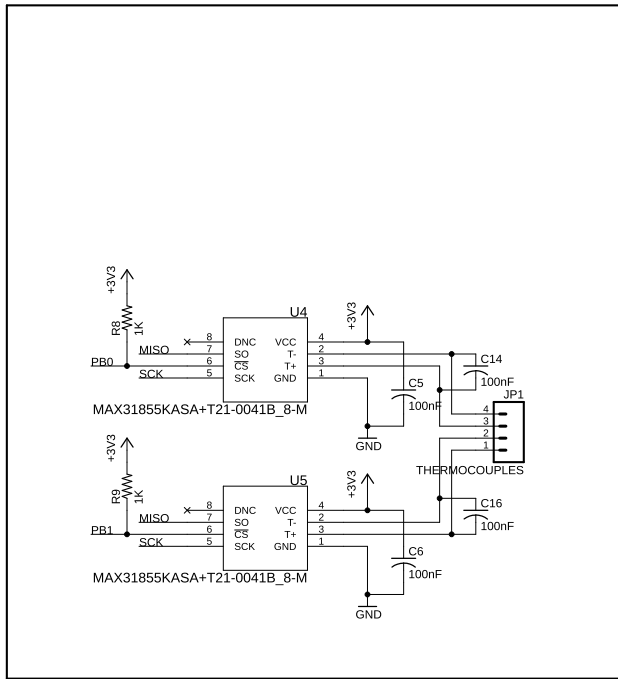 +3V3
R8
1K
PB0
MISO
SCK
U4
8 DNC VCC 4
7 SO T- 2
6 CS T+ 3
5 SCK GND 1
MAX31855KASA+T21-0041B_8-M
+3V3
C5
100nF
GND
C14
100nF
JP1
4
3
2
1
THERMOCOUPLES
+3V3
R9
1K
PB1
MISO
SCK
U5
8 DNC VCC 4
7 SO T- 2
6 CS T+ 3
5 SCK GND 1
MAX31855KASA+T21-0041B_8-M
+3V3
C6
100nF
GND
C16
100nF